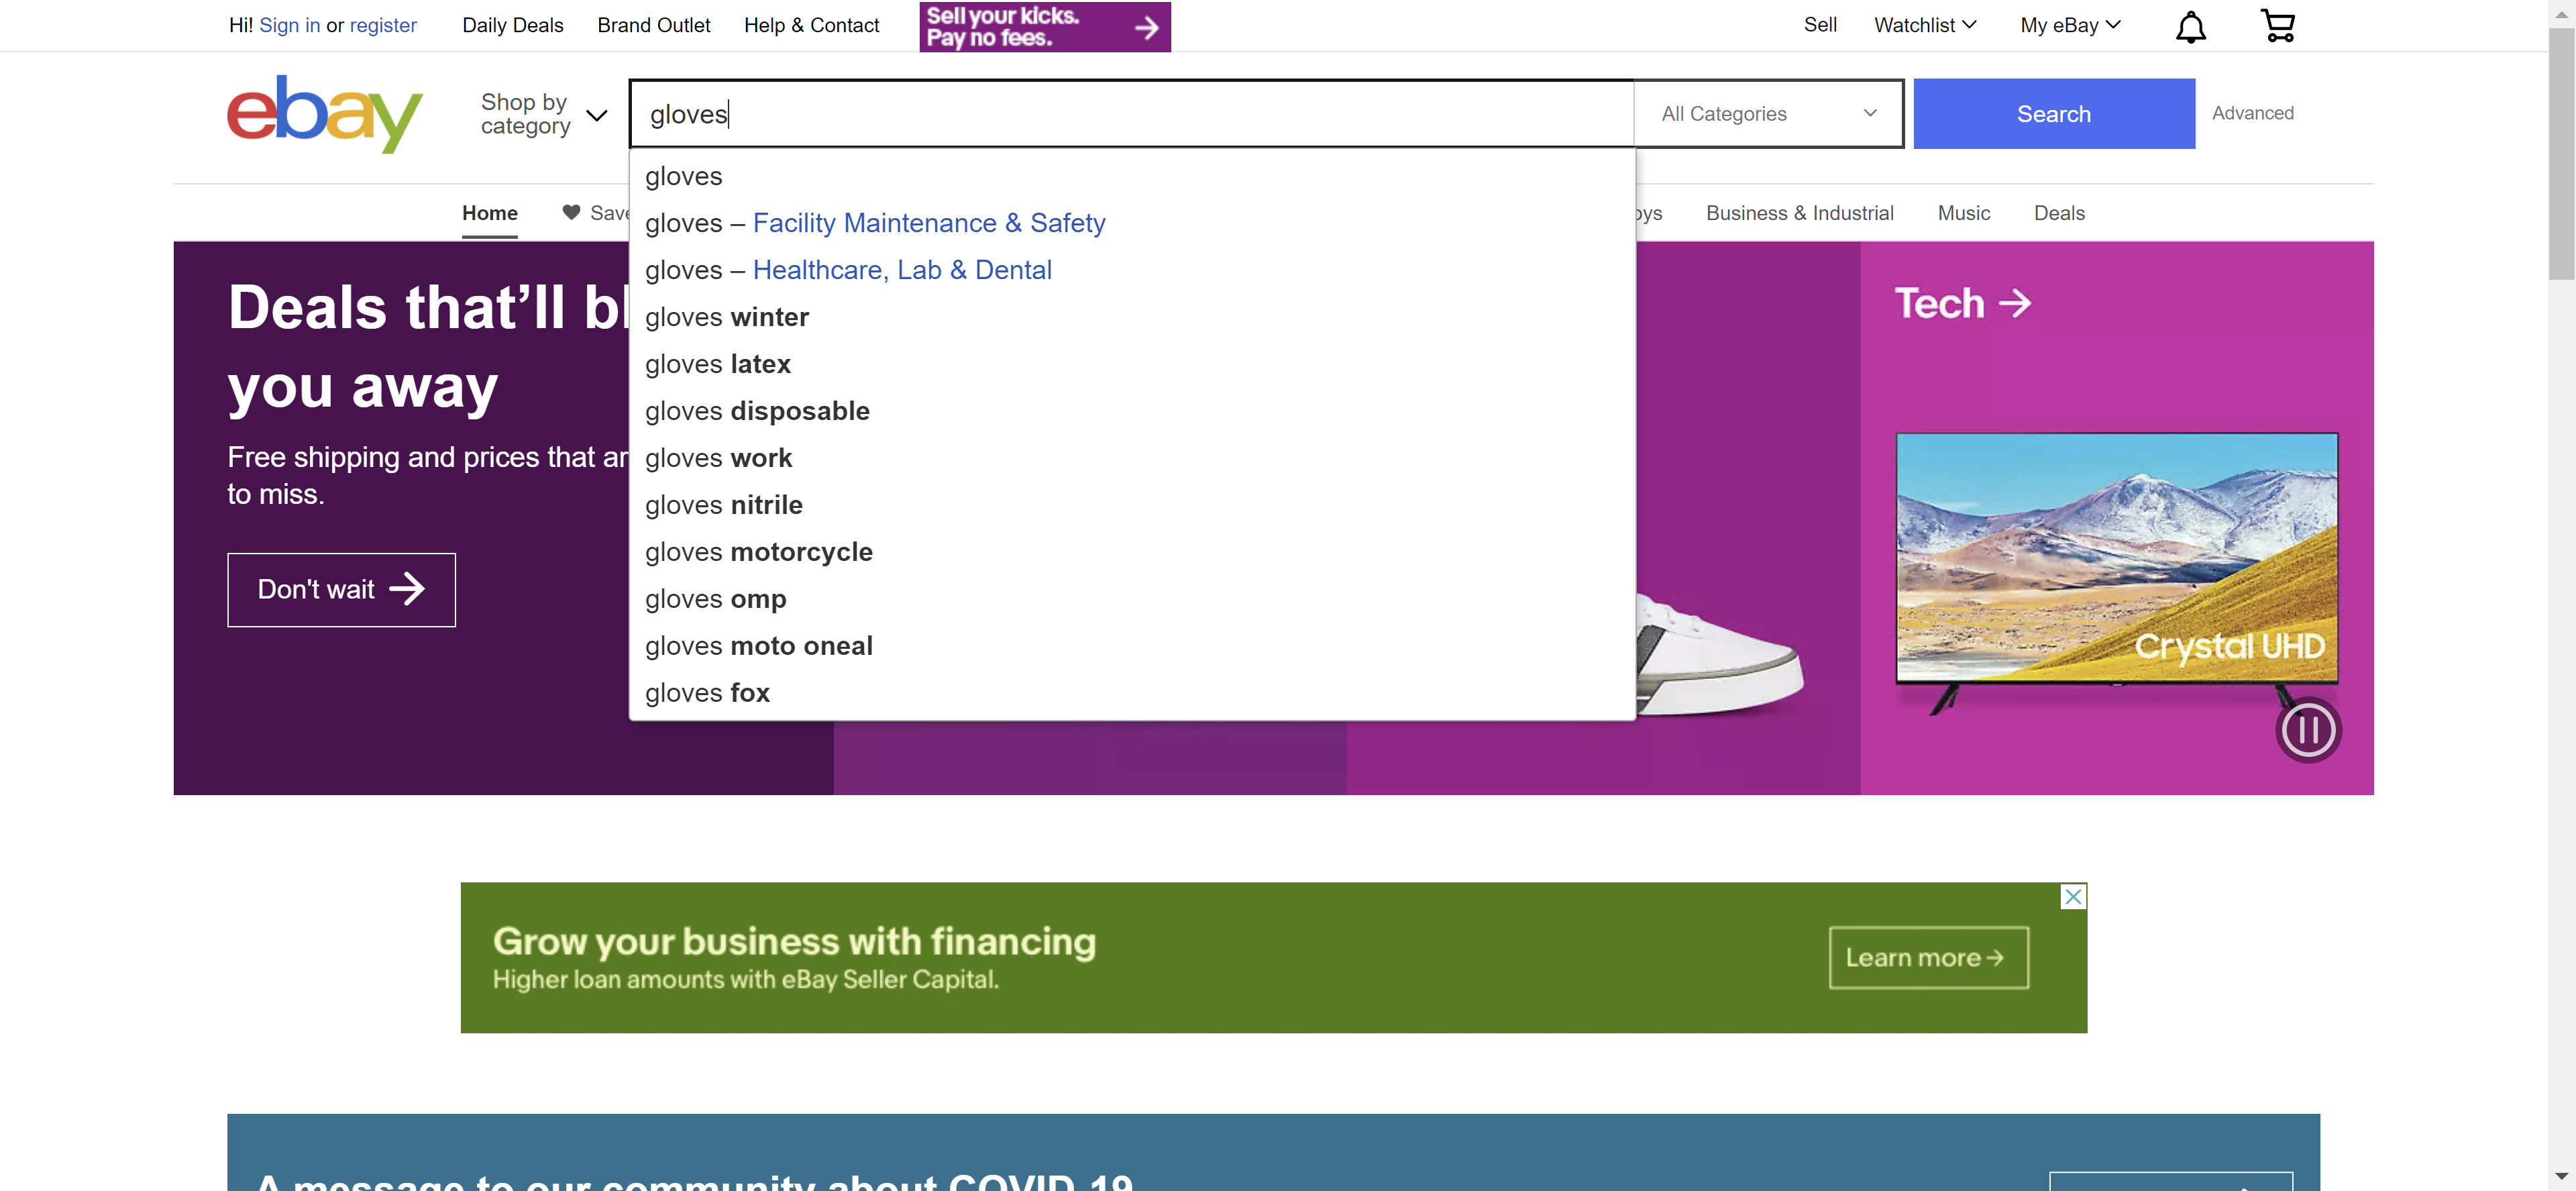 Hi! Sign in or register
Daily Deals
Brand Outlet
Help & Contact
Sell your kicks.
Pay no fees.
Sell
Watchlist
My eBay
ebay
Shop by
category
gloves
All Categories
Search
Advanced
gloves
gloves – Facility Maintenance & Safety
gloves – Healthcare, Lab & Dental
gloves winter
gloves latex
gloves disposable
gloves work
gloves nitrile
gloves motorcycle
gloves omp
gloves moto oneal
gloves fox
Home
Business & Industrial
Music
Deals
Deals that’ll
you away
Free shipping and prices that
to miss.
Don't wait
Tech
Crystal UHD
Grow your business with financing
Higher loan amounts with eBay Seller Capital.
Learn more
A message to our community about COVID-19